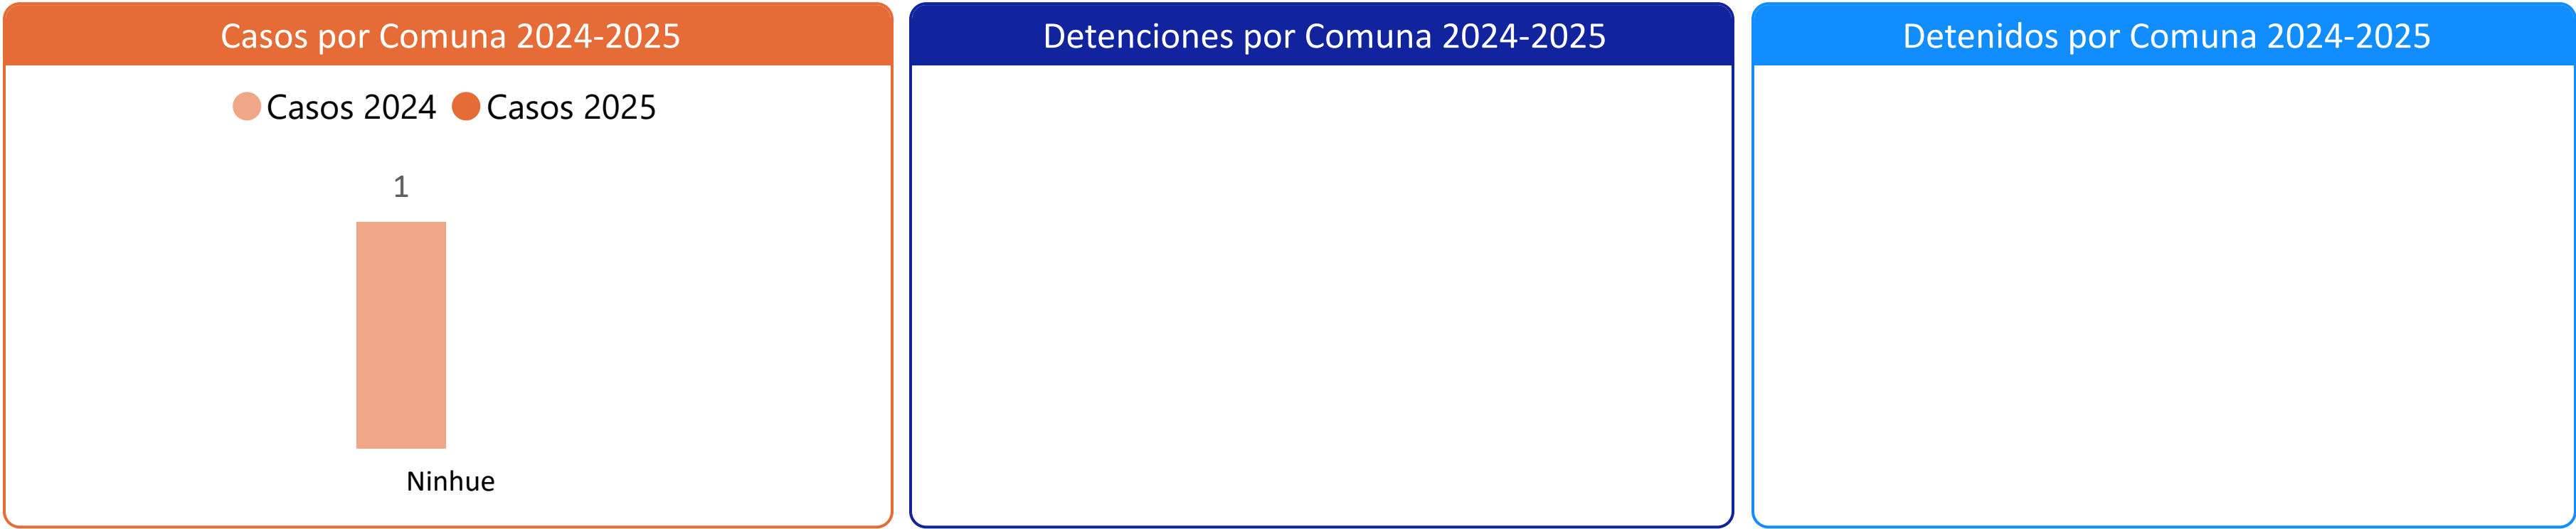 Casos por Comuna 2024-2025
Casos 2024 Casos 2025
1
Ninhue
Detenciones por Comuna 2024-2025
Detenidos por Comuna 2024-2025